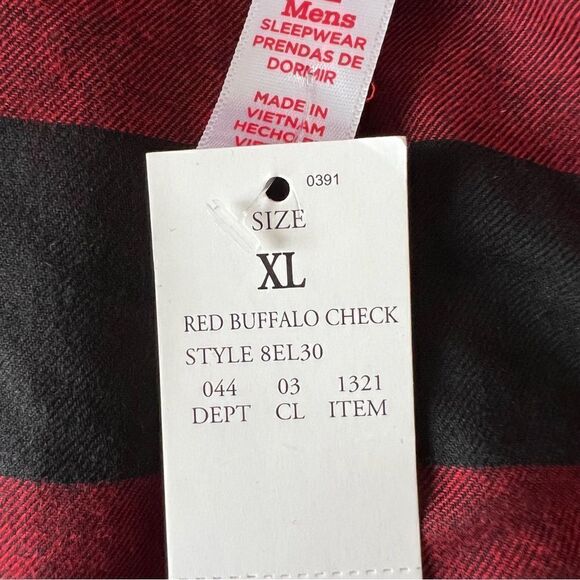 Mens
SLEEPWEAR
PRENDAS DE
DORMIR
MADE IN
VIETNAM
HECHO
0391
SIZE
XL
RED BUFFALO CHECK
STYLE 8EL30
044 03 1321
DEPT CL ITEM